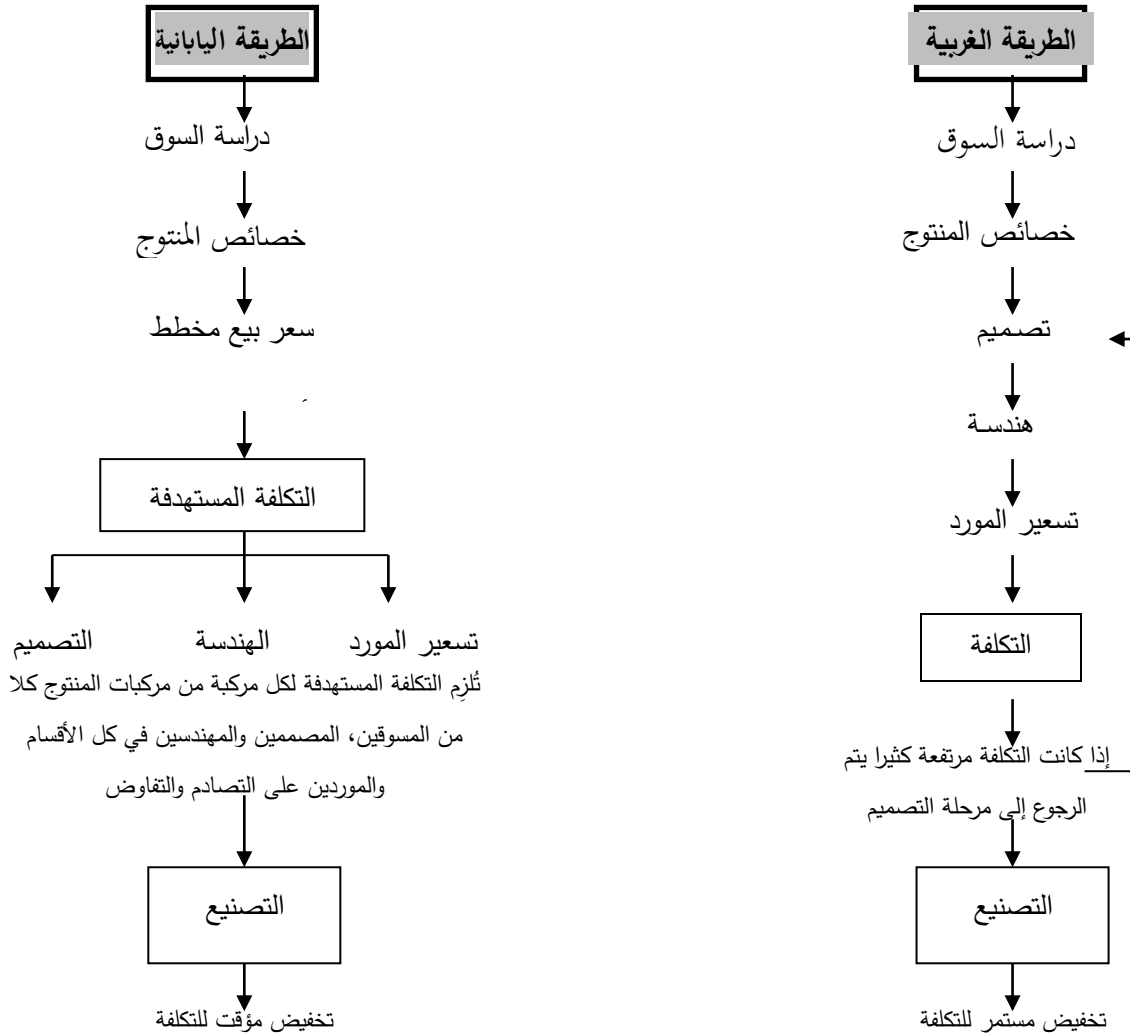 الطريقة الغربية
دراسة السوق
خصائص المنتوج
تصميم
هندسة
تسعير المورد
التكلفة
إذا كانت التكلفة مرتفعة كثيرا يتم
الرجوع إلى مرحلة التصميم
التصنيع
تخفيض مستمر للتكلفة
الطريقة اليابانية
دراسة السوق
خصائص المنتوج
سعر بيع مخطط
التكلفة المستهدفة
تسعير المورد الهندسة التصميم
تُلزِم التكلفة المستهدفة لكل مركبة من مركبات المنتوج كلا
من المسوقين، المصممين والمهندسين في كل الأقسام
والموردين على التصادم والتفاوض
التصنيع
تخفيض مؤقت للتكلفة